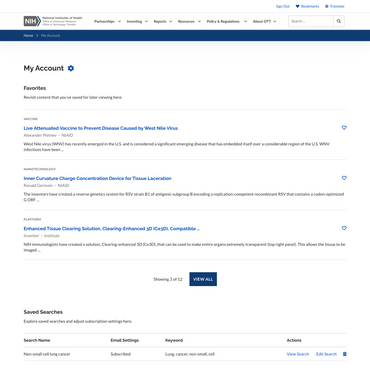 Sign Out Bookmarks Translate
NIH National Institutes of Health
Office of Intramural Research
Office of Technology Transfer
Partnerships Investing Reports Resources Policy & Regulations About OTT Search...
Home > My Account
My Account
Favorites
Revisit content that you've saved for later viewing here.
VACCINE
Live Attenuated Vaccine to Prevent Disease Caused by West Nile Virus
Alexander Pletnev - NIAID
West Nile virus (WNV) has recently emerged in the U.S. and is considered a significant emerging disease that has embedded itself over a considerable region of the U.S. WNV
infections have been ...
NANOTECHNOLOGY
Inner Curvature Charge Concentration Device for Tissue Laceration
Ronald Germain - NIAID
The inventors have created a reverse genetics system for RSV strain B1 of antigenic subgroup B encoding a replication-competent recombinant RSV that contains a codon-optimized
G ORF ...
PLATFORM
Enhanced Tissue Clearing Solution, Clearing-Enhanced 3D (Ce3D), Compatible ...
Inventor - Institute
NIH immunologists have created a solution, Clearing-enhanced 3D (Ce3D), that can be used to make entire organs extremely transparent (top right panel). This allows the tissue to be
imaged ...
Showing 3 of 12 VIEW ALL
Saved Searches
Explore saved searches and adjust subscription settings here.
Search Name Email Settings Keyword Actions
Non-small cell lung cancer Subscribed Lung, cancer, non-small, cell View Search Edit Search